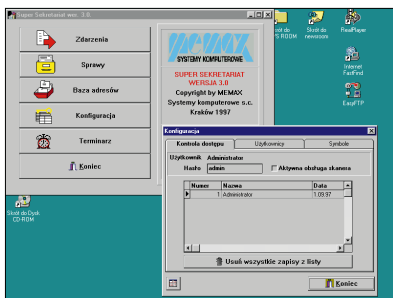 Super Sekretariat wer. 3.0
Zdarzenia
Sprawy
Baza adresów
Konfiguracja
Terminarz
Koniec
MEMAX
SYSTEMY KOMPUTEROWE
SUPER SEKRETARIAT
WERSJA 3.0
Copyright by MEMAX
Systemy komputerowe s.c.
Kraków 1997
Skrót do
newsroom
RealPlayer
Internet
FastFind
EasyFTP
Skrót do Dysk
CD-ROM
Konfiguracja
Kontrola dostępu
Użytkownicy
Symbole
Użytkownik Administrator
Hasło admin
Aktywna obsługa skanera
Numer Nazwa Data
1 Administrator 1.09.97
Usuń wszystkie zapisy z listy
Koniec